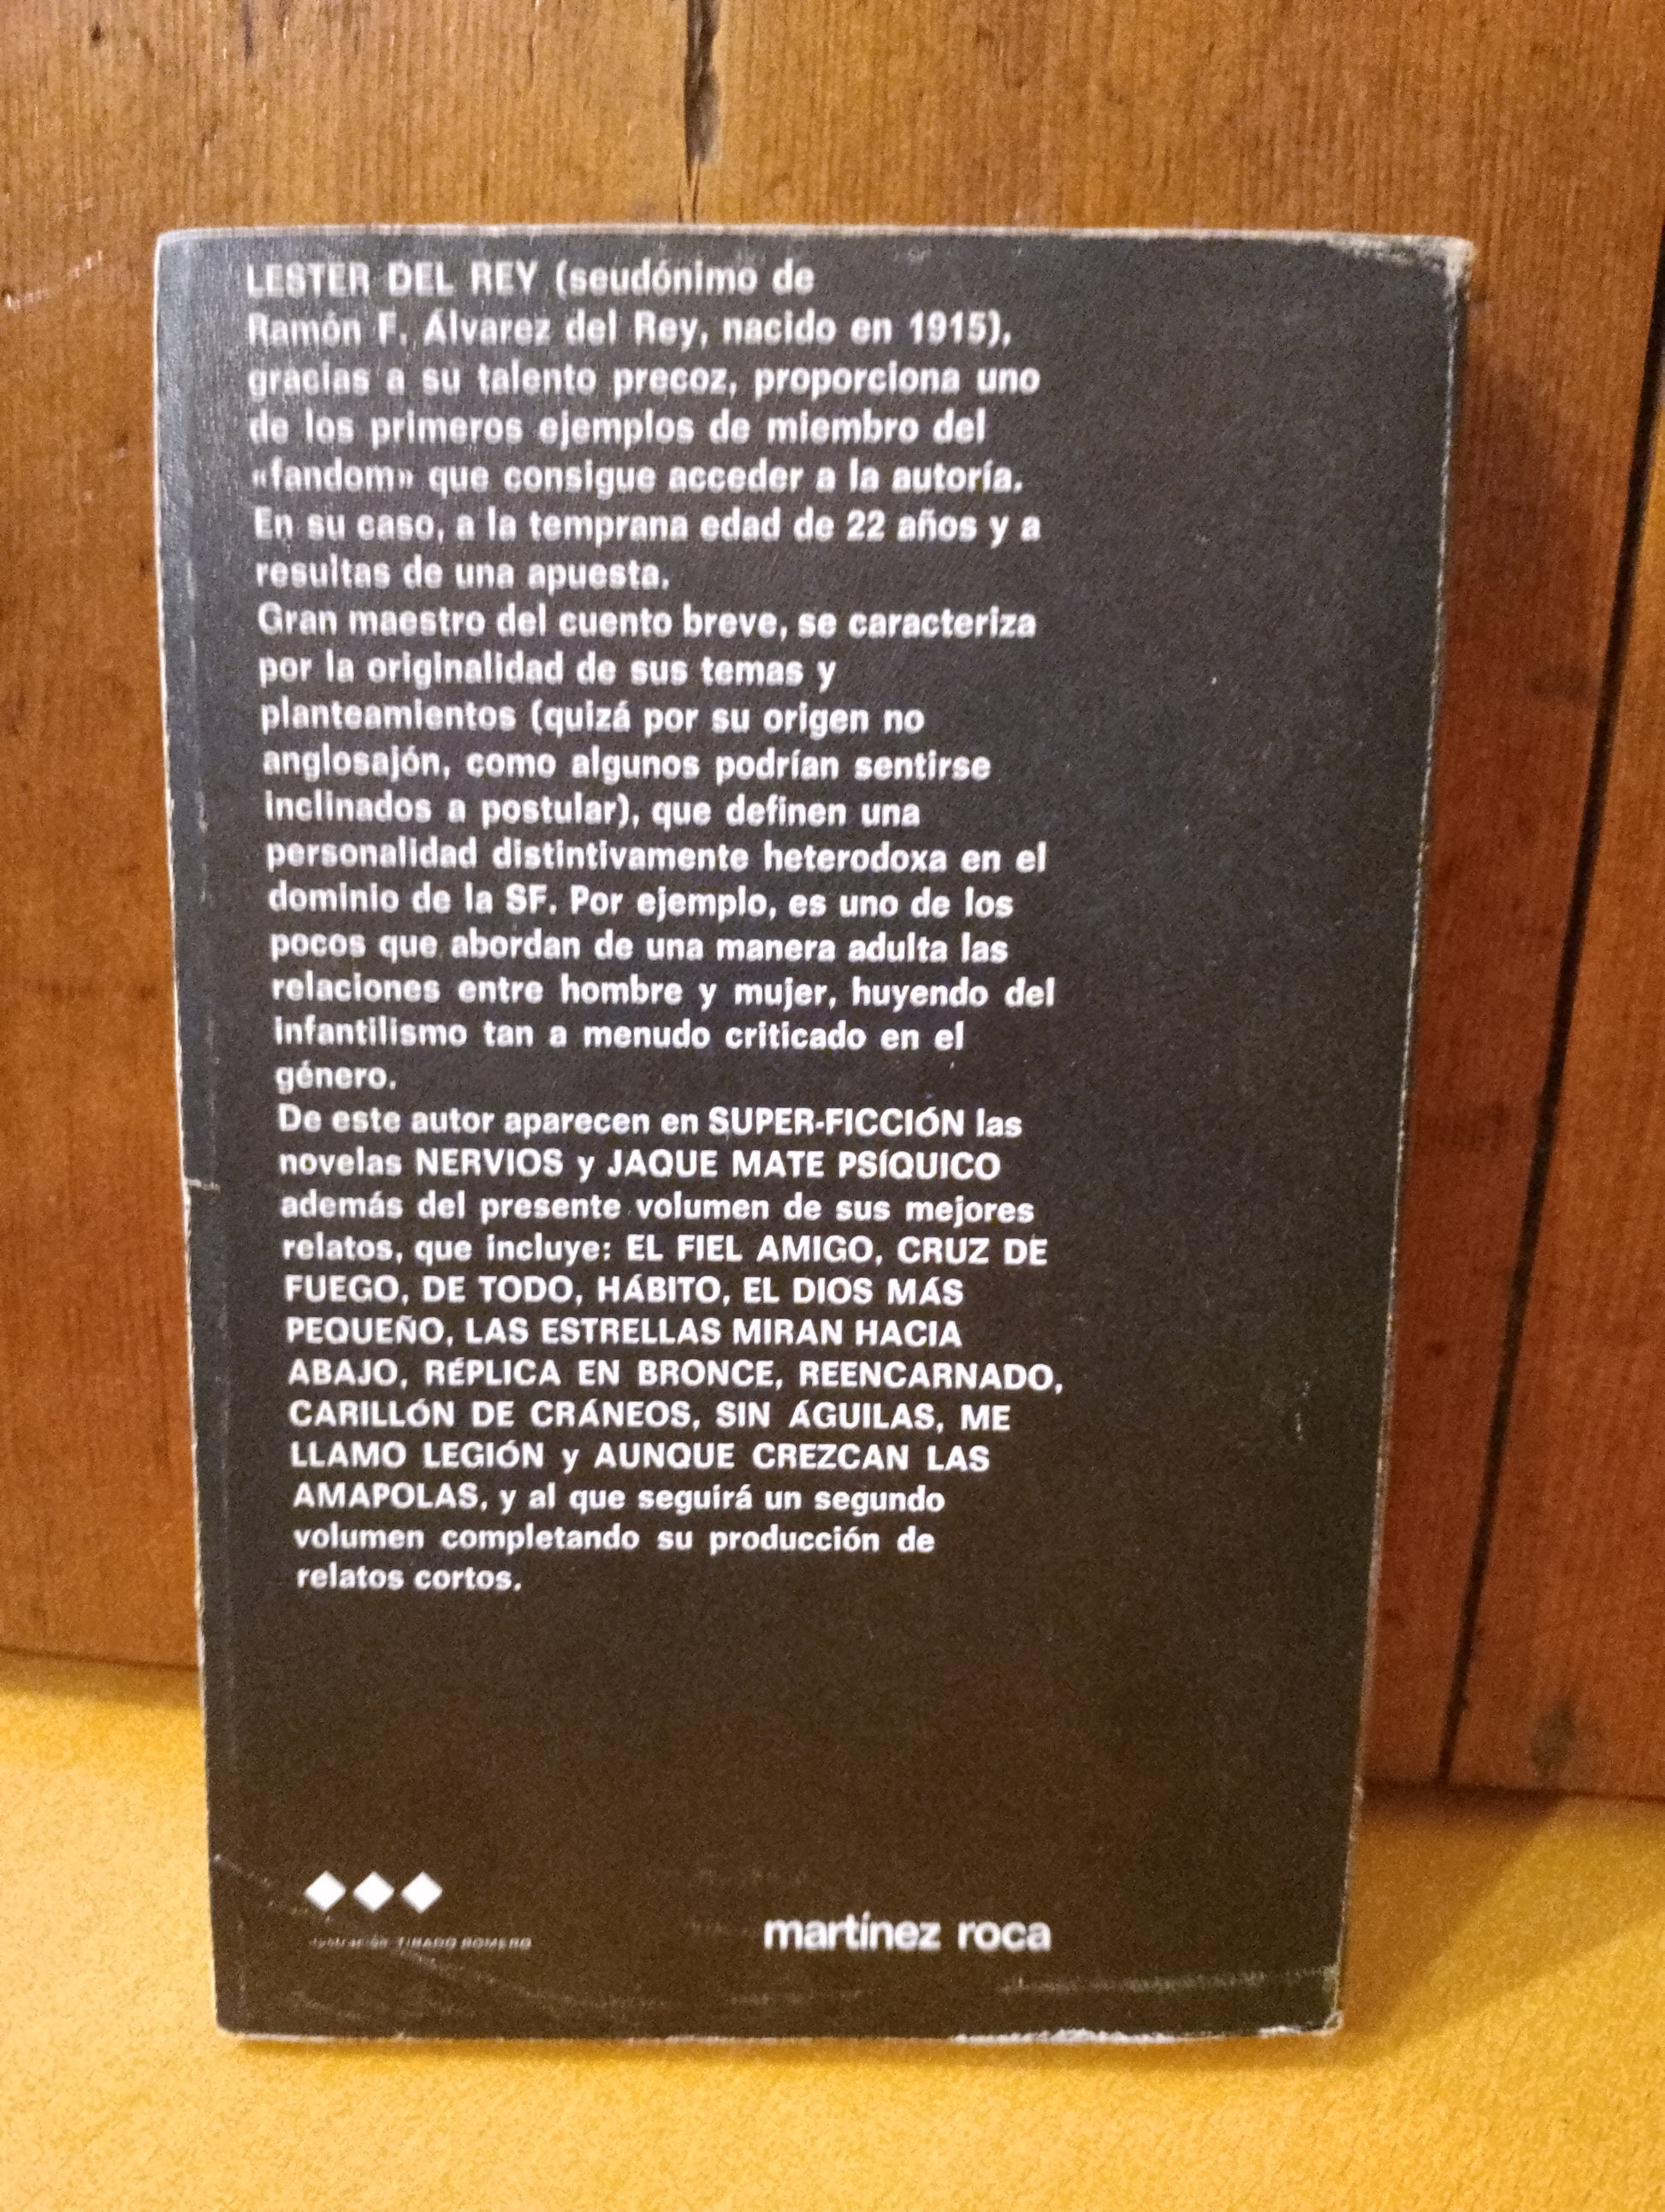 LESTER DEL REY (seudónimo de
Ramón F. Álvarez del Rey, nacido en 1915),
gracias a su talento precoz, proporciona uno
de los primeros ejemplos de miembro del
«fandom» que consigue acceder a la autoría.
En su caso, a la temprana edad de 22 años y a
resultas de una apuesta.
Gran maestro del cuento breve, se caracteriza
por la originalidad de sus temas y
planteamientos (quizá por su origen no
anglosajón, como algunos podrían sentirse
inclinados a postular), que definen una
personalidad distintivamente heterodoxa en el
dominio de la SF. Por ejemplo, es uno de los
pocos que abordan de una manera adulta las
relaciones entre hombre y mujer, huyendo del
infantilismo tan a menudo criticado en el
género.
De este autor aparecen en SUPER-FICCIÓN las
novelas NERVIOS y JAQUE MATE PSÍQUICO
además del presente volumen de sus mejores
relatos, que incluye: EL FIEL AMIGO, CRUZ DE
FUEGO, DE TODO, HÁBITO, EL DIOS MÁS
PEQUEÑO, LAS ESTRELLAS MIRAN HACIA
ABAJO, RÉPLICA EN BRONCE, REENCARNADO,
CARILLÓN DE CRÁNEOS, SIN ÁGUILAS, ME
LLAMO LEGIÓN y AUNQUE CREZCAN LAS
AMAPOLAS, y al que seguirá un segundo
volumen completando su producción de
relatos cortos.
ilustración: TIRADO ROMERO
martínez roca